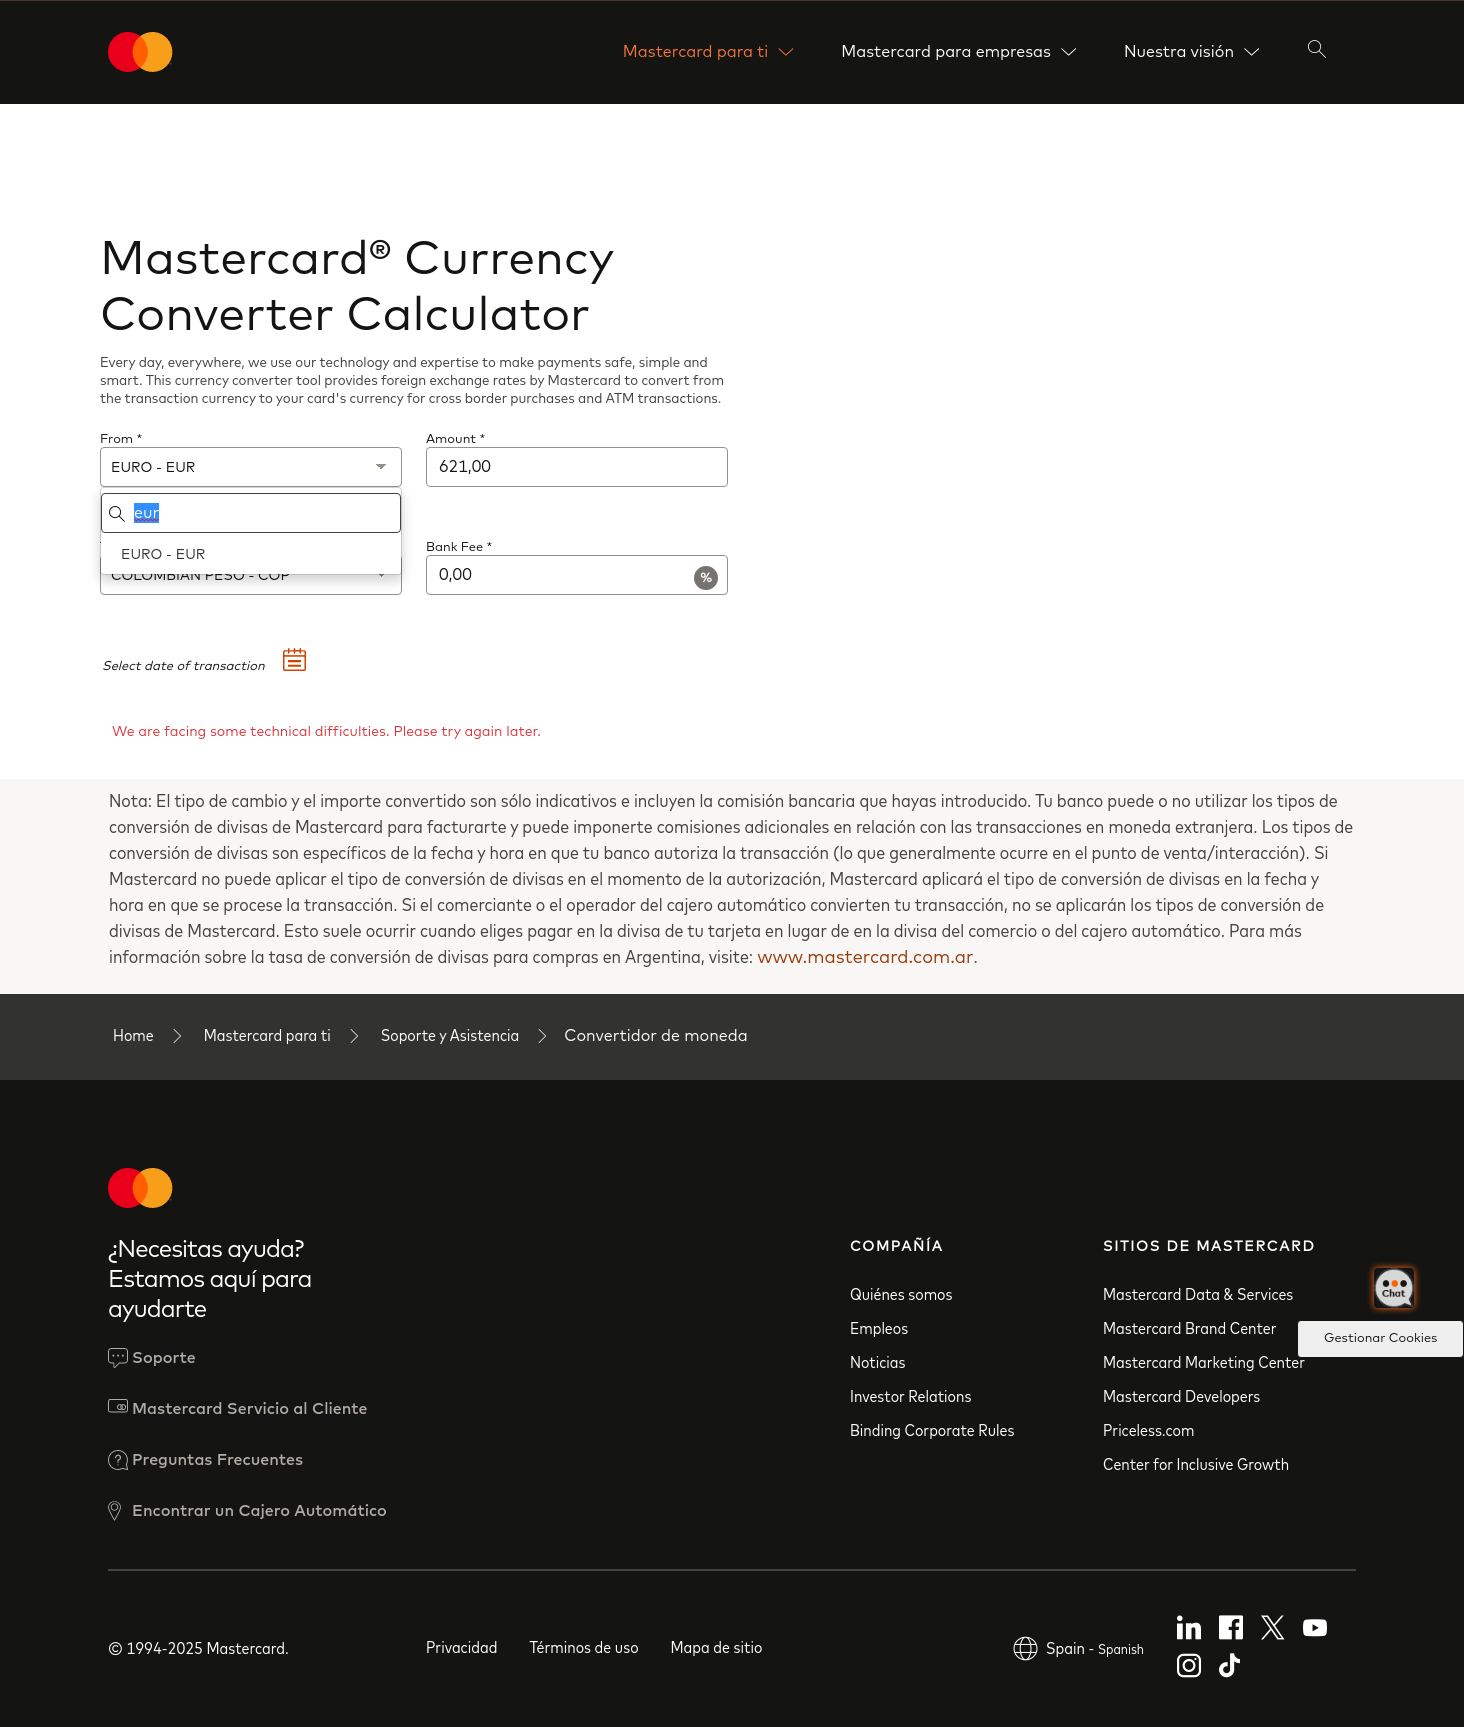 Mastercard para ti
Mastercard para empresas
Nuestra visión
Mastercard® Currency
Converter Calculator
Every day, everywhere, we use our technology and expertise to make payments safe, simple and
smart. This currency converter tool provides foreign exchange rates by Mastercard to convert from
the transaction currency to your card's currency for cross border purchases and ATM transactions.
From *
Amount *
EURO - EUR
621,00
eur
EURO - EUR
Bank Fee *
COLOMBIAN PESO - COP
0,00
%
Select date of transaction
We are facing some technical difficulties. Please try again later.
Nota: El tipo de cambio y el importe convertido son sólo indicativos e incluyen la comisión bancaria que hayas introducido. Tu banco puede o no utilizar los tipos de
conversión de divisas de Mastercard para facturarte y puede imponerte comisiones adicionales en relación con las transacciones en moneda extranjera. Los tipos de
conversión de divisas son específicos de la fecha y hora en que tu banco autoriza la transacción (lo que generalmente ocurre en el punto de venta/interacción). Si
Mastercard no puede aplicar el tipo de conversión de divisas en el momento de la autorización, Mastercard aplicará el tipo de conversión de divisas en la fecha y
hora en que se procese la transacción. Si el comerciante o el operador del cajero automático convierten tu transacción, no se aplicarán los tipos de conversión de
divisas de Mastercard. Esto suele ocurrir cuando eliges pagar en la divisa de tu tarjeta en lugar de en la divisa del comercio o del cajero automático. Para más
información sobre la tasa de conversión de divisas para compras en Argentina, visite: www.mastercard.com.ar.
Home
Mastercard para ti
Soporte y Asistencia
Convertidor de moneda
¿Necesitas ayuda?
Estamos aquí para
ayudarte
Soporte
Mastercard Servicio al Cliente
Preguntas Frecuentes
Encontrar un Cajero Automático
COMPAÑÍA
Quiénes somos
Empleos
Noticias
Investor Relations
Binding Corporate Rules
SITIOS DE MASTERCARD
Mastercard Data & Services
Mastercard Brand Center
Mastercard Marketing Center
Mastercard Developers
Priceless.com
Center for Inclusive Growth
Chat
Gestionar Cookies
© 1994-2025 Mastercard.
Privacidad
Términos de uso
Mapa de sitio
Spain - Spanish